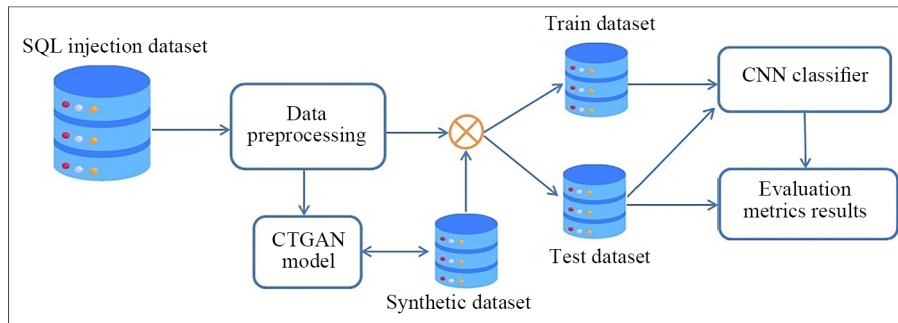 SQL injection dataset
Train dataset
CNN classifier
Data
preprocessing
Evaluation
metrics results
CTGAN
model
Test dataset
Synthetic dataset